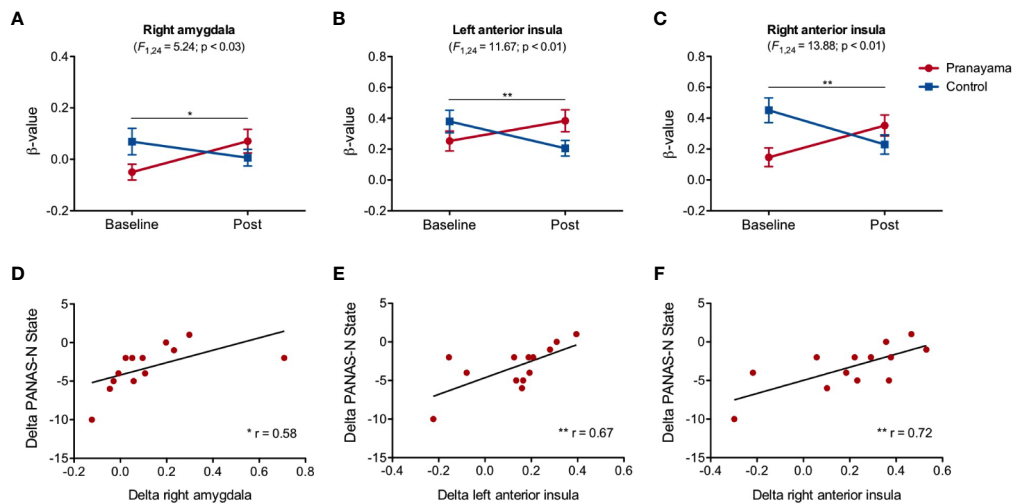 A
Right amygdala
(F1,24 = 5.24; p < 0.03)
β-value
0.4
0.2
0.0
-0.2
*
Baseline
Post
B
Left anterior insula
(F1,24 = 11.67; p < 0.01)
β-value
0.8
0.6
0.4
0.2
0.0
-0.2
**
Baseline
Post
C
Right anterior insula
(F1,24 = 13.88; p < 0.01)
β-value
0.8
0.6
0.4
0.2
0.0
-0.2
**
Baseline
Post
Pranayama
Control
D
Delta PANAS-N State
5
0
-5
-10
-15
* r = 0.58
-0.2 0.0 0.2 0.4 0.6 0.8
Delta right amygdala
E
Delta PANAS-N State
5
0
-5
-10
-15
** r = 0.67
-0.4 -0.2 0.0 0.2 0.4 0.6
Delta left anterior insula
F
Delta PANAS-N State
5
0
-5
-10
-15
** r = 0.72
-0.4 -0.2 0.0 0.2 0.4 0.6
Delta right anterior insula